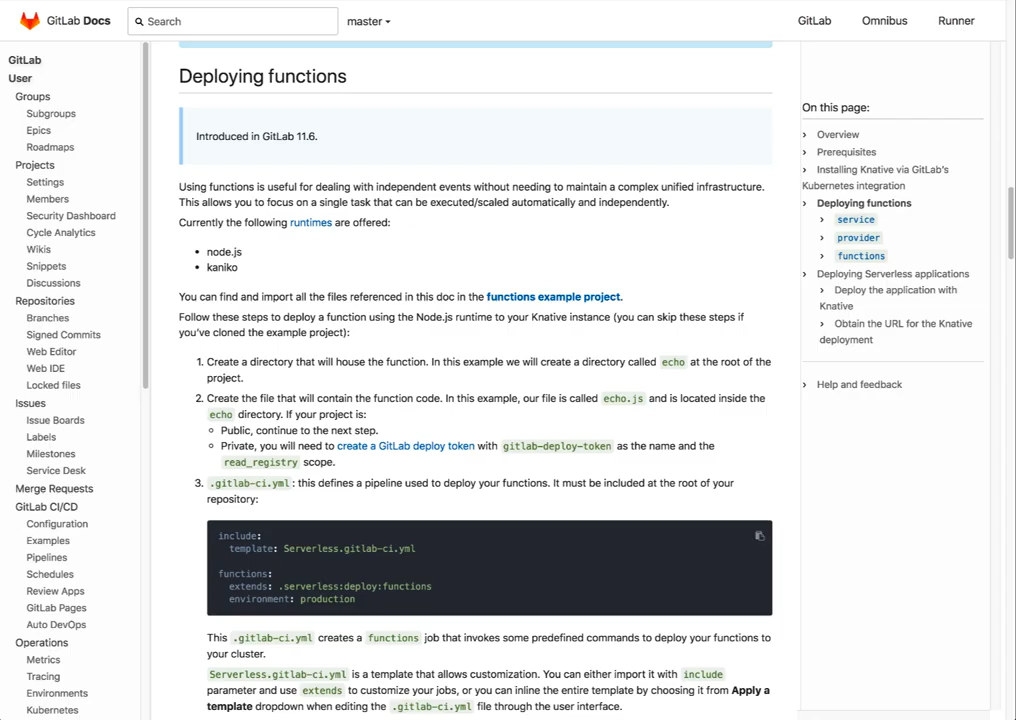 GitLab Docs
Search
master
GitLab
Omnibus
Runner
GitLab
User
Groups
Subgroups
Epics
Roadmaps
Projects
Settings
Members
Security Dashboard
Cycle Analytics
Wikis
Snippets
Discussions
Repositories
Branches
Signed Commits
Web Editor
Web IDE
Locked files
Issues
Issue Boards
Labels
Milestones
Service Desk
Merge Requests
GitLab CI/CD
Configuration
Examples
Pipelines
Schedules
Review Apps
GitLab Pages
Auto DevOps
Operations
Metrics
Tracing
Environments
Kubernetes
Deploying functions
Introduced in GitLab 11.6.
Using functions is useful for dealing with independent events without needing to maintain a complex unified infrastructure.
This allows you to focus on a single task that can be executed/scaled automatically and independently.
Currently the following runtimes are offered:
• node.js
• kaniko
You can find and import all the files referenced in this doc in the functions example project.
Follow these steps to deploy a function using the Node.js runtime to your Knative instance (you can skip these steps if
you've cloned the example project):
1. Create a directory that will house the function. In this example we will create a directory called echo at the root of the
project.
2. Create the file that will contain the function code. In this example, our file is called echo.js and is located inside the
echo directory. If your project is:
Public, continue to the next step.
Private, you will need to create a GitLab deploy token with gitlab-deploy-token as the name and the
read_registry scope.
3. .gitlab-ci.yml: this defines a pipeline used to deploy your functions. It must be included at the root of your
repository:
include:
template: Serverless.gitlab-ci.yml
functions:
extends: .serverless:deploy:functions
environment: production
This .gitlab-ci.yml creates a functions job that invokes some predefined commands to deploy your functions to
your cluster.
Serverless.gitlab-ci.yml is a template that allows customization. You can either import it with include
parameter and use extends to customize your jobs, or you can inline the entire template by choosing it from Apply a
template dropdown when editing the .gitlab-ci.yml file through the user interface.
On this page:
› Overview
› Prerequisites
› Installing Knative via GitLab's
Kubernetes integration
› Deploying functions
› service
› provider
› functions
› Deploying Serverless applications
› Deploy the application with
Knative
› Obtain the URL for the Knative
deployment
› Help and feedback